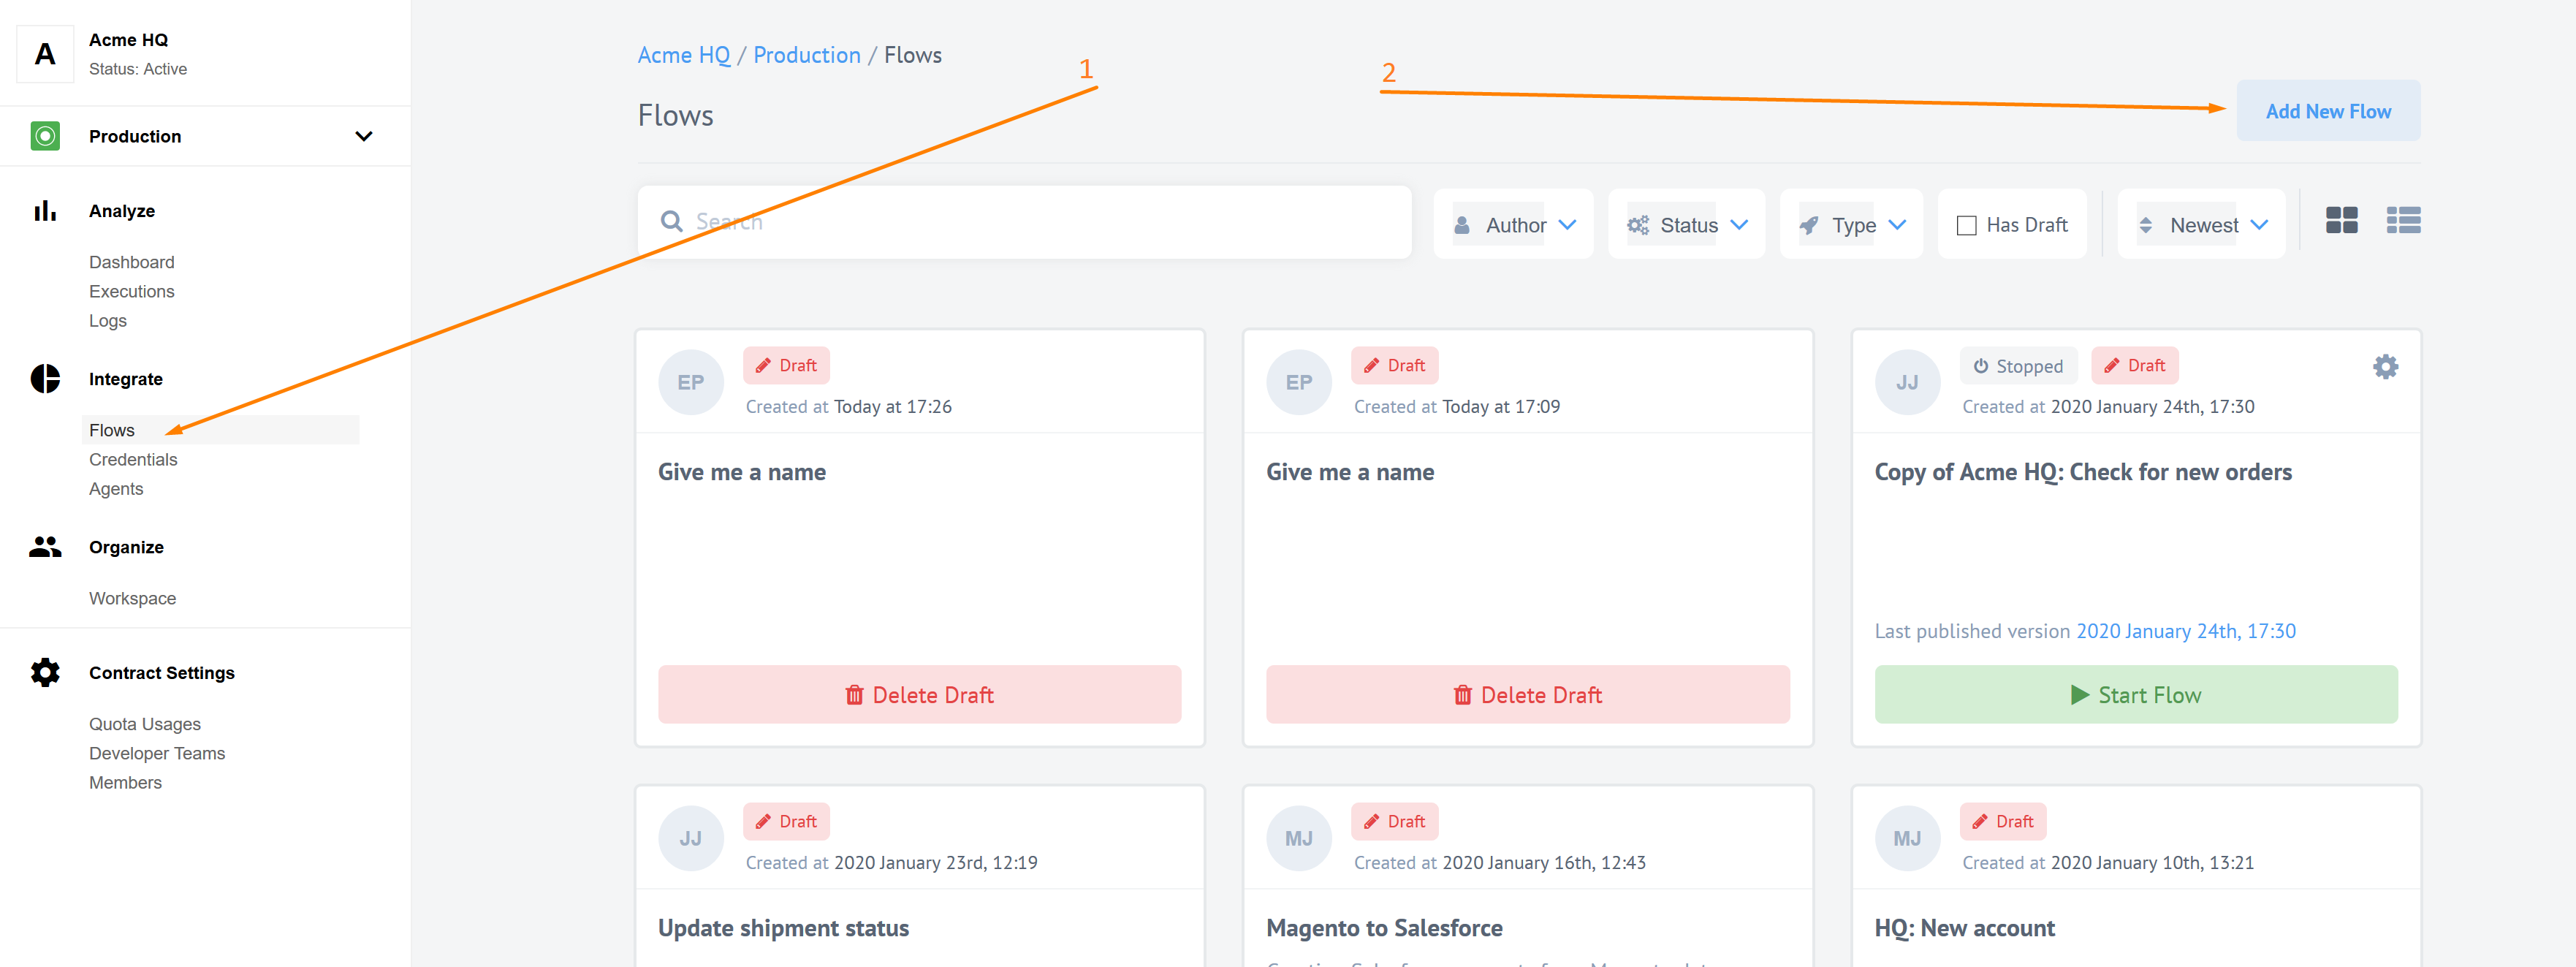 A
Acme HQ
Status: Active
Production
Analyze
Dashboard
Executions
Logs
Integrate
Flows
Credentials
Agents
Organize
Workspace
Contract Settings
Quota Usages
Developer Teams
Members
Acme HQ / Production / Flows
1
2
Flows
Add New Flow
Search
Author
Status
Type
Has Draft
Newest
EP
Draft
Created at Today at 17:26
Give me a name
Delete Draft
EP
Draft
Created at Today at 17:09
Give me a name
Delete Draft
JJ
Stopped
Draft
Created at 2020 January 24th, 17:30
Copy of Acme HQ: Check for new orders
Last published version 2020 January 24th, 17:30
Start Flow
JJ
Draft
Created at 2020 January 23rd, 12:19
Update shipment status
MJ
Draft
Created at 2020 January 16th, 12:43
Magento to Salesforce
MJ
Draft
Created at 2020 January 10th, 13:21
HQ: New account